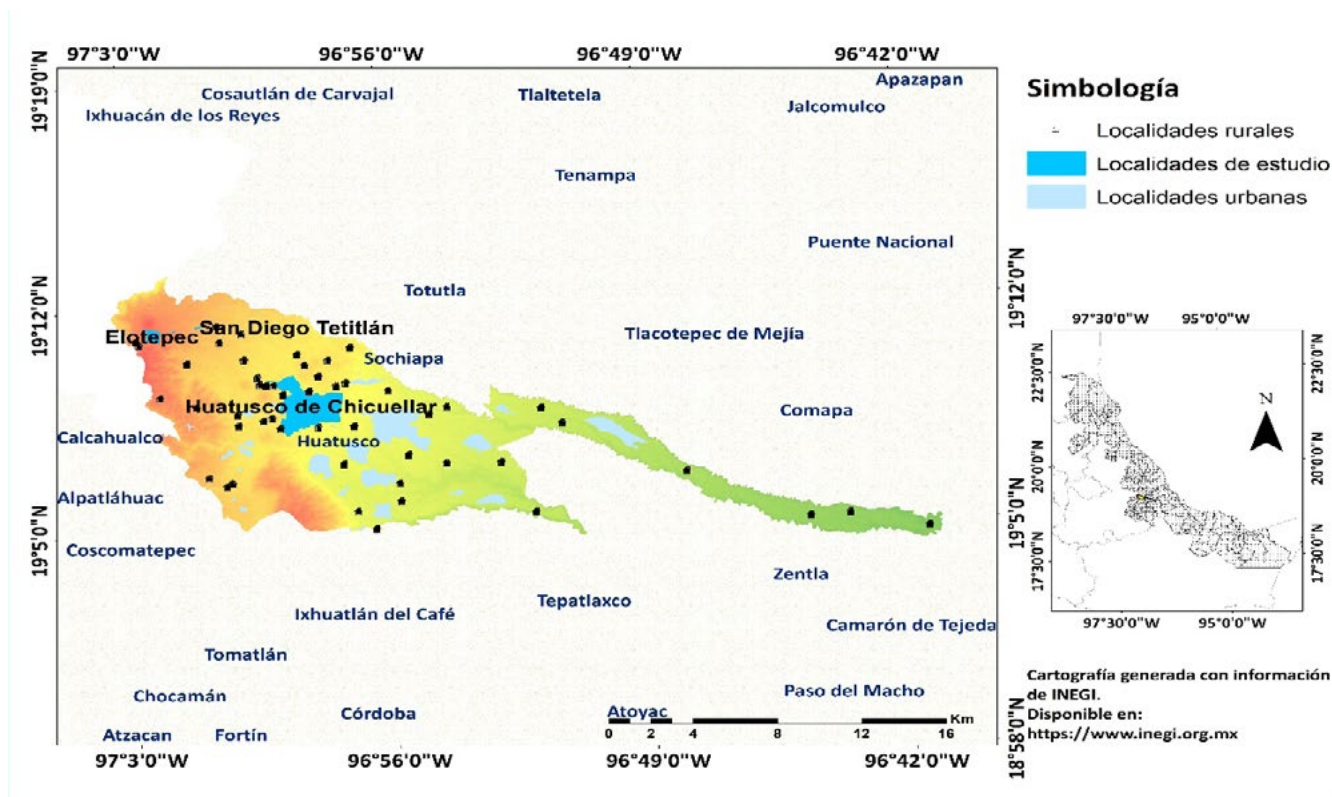 97°3'0"W
96°56'0"W
96°49'0"W
96°42'0"W
19°19'0"N
Apazapan
Cosautlán de Carvajal
Tlaltetela
Jalcomulco
Ixhuacán de los Reyes
Tenampa
Puente Nacional
19°12'0"N
19°12'0"N
Totutla
Elotepec
San Diego Tetitlán
Tlacotepec de Mejía
Sochiapa
Huatusco de Chicuellar
Comapa
Calcahualco
Huatusco
Alpatláhuac
19°5'0"N
19°5'0"N
Coscomatepec
Zentla
Tepatlaxco
Ixhuatlán del Café
Camarón de Tejeda
Tomatlán
Chocamán
Paso del Macho
Córdoba
Atoyac
Km
0 2 4 8 12 16
Atzacan
Fortín
18°58'0"N
97°3'0"W
96°56'0"W
96°49'0"W
96°42'0"W
Simbología
Localidades rurales
Localidades de estudio
Localidades urbanas
97°30'0"W
95°0'0"W
22°30'0"N
22°30'0"N
N
20°0'0"N
20°0'0"N
17°30'0"N
17°30'0"N
97°30'0"W
95°0'0"W
Cartografía generada con información
de INEGI.
Disponible en:
https://www.inegi.org.mx